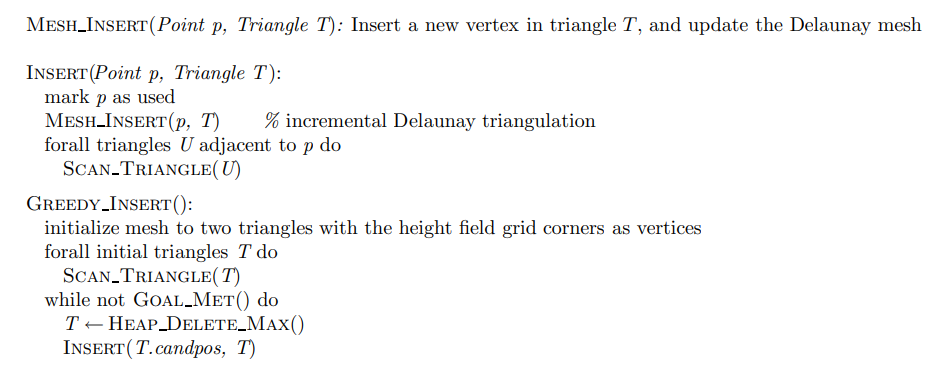 MESH_INSERT(Point p, Triangle T): Insert a new vertex in triangle T, and update the Delaunay mesh
INSERT(Point p, Triangle T):
mark p as used
MESH_INSERT(p, T) % incremental Delaunay triangulation
forall triangles U adjacent to p do
SCAN_TRIANGLE(U)
GREEDY_INSERT():
initialize mesh to two triangles with the height field grid corners as vertices
forall initial triangles T do
SCAN_TRIANGLE(T)
while not GOAL_MET() do
T ← HEAP_DELETE_MAX()
INSERT(T.candpos, T)